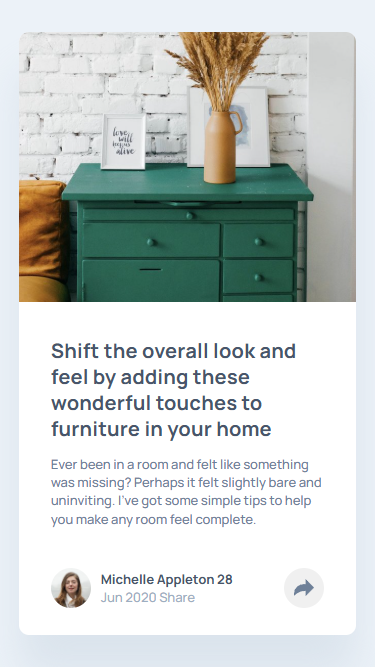 love
will
keep us
alive
Shift the overall look and
feel by adding these
wonderful touches to
furniture in your home
Ever been in a room and felt like something
was missing? Perhaps it felt slightly bare and
uninviting. I've got some simple tips to help
you make any room feel complete.
Michelle Appleton 28
Jun 2020 Share